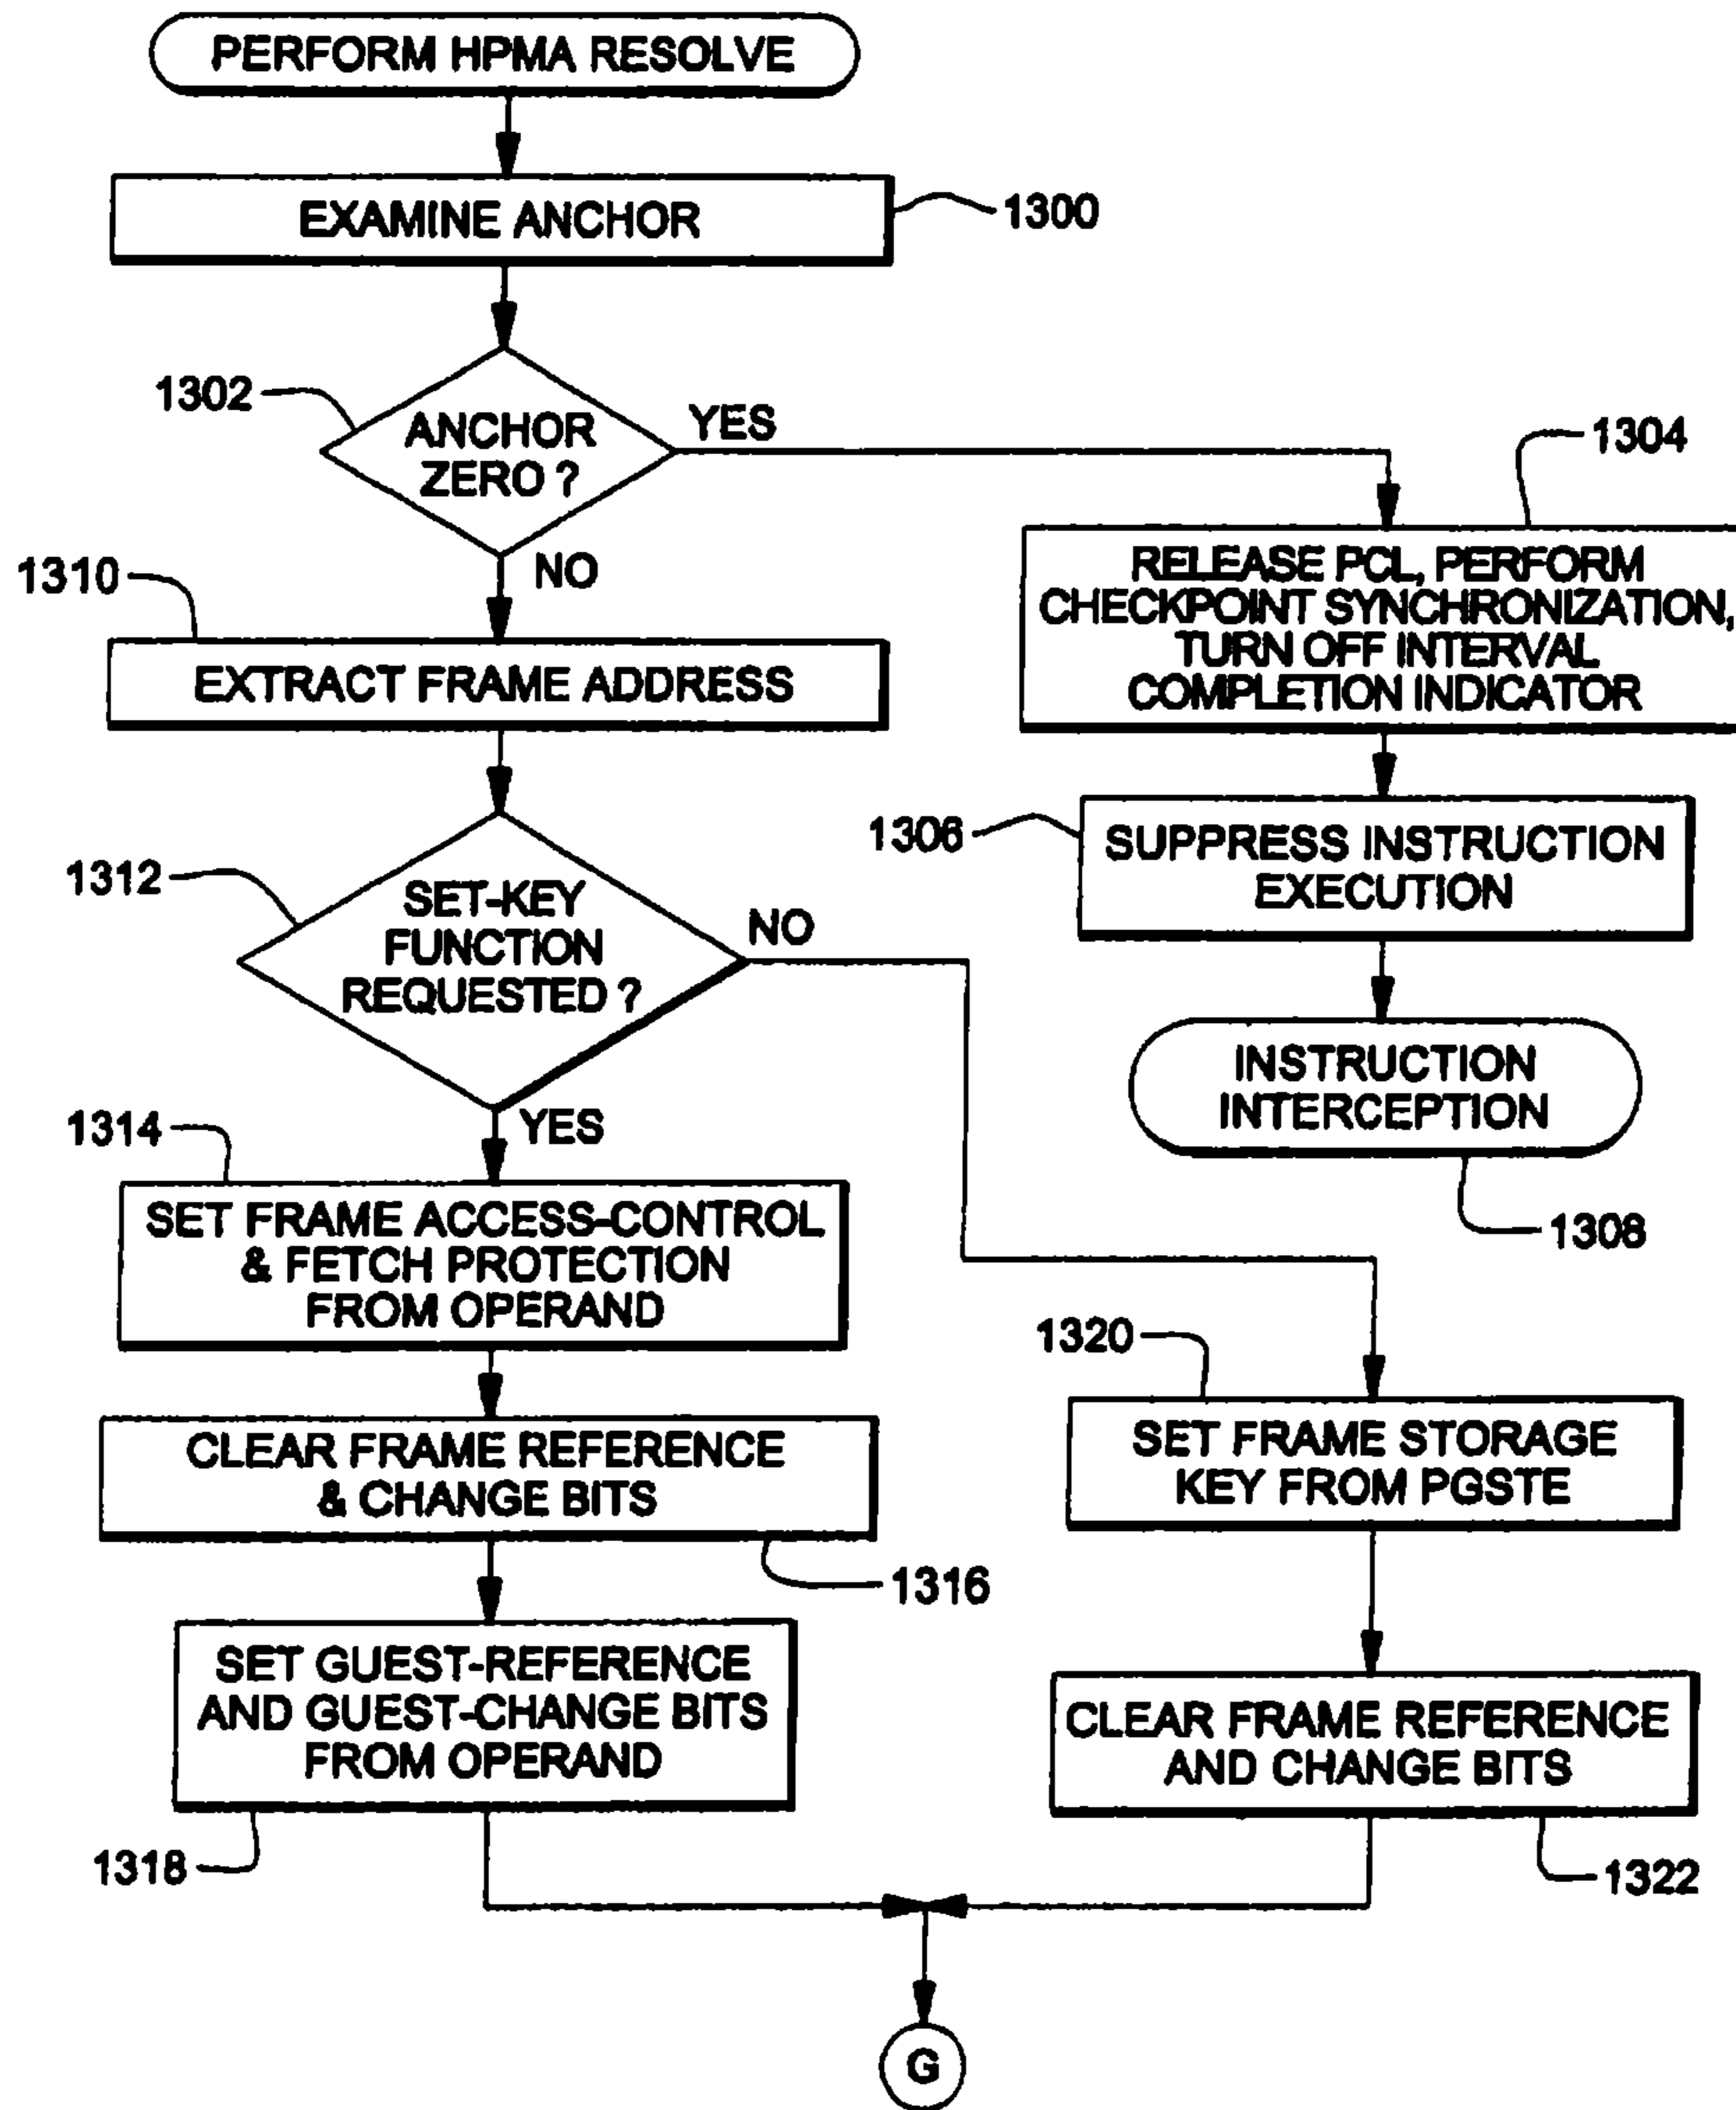 PERFORM HPMA RESOLVE
EXAMINE ANCHOR
1300
1302
ANCHOR
ZERO ?
YES
NO
1304
RELEASE PCL, PERFORM
CHECKPOINT SYNCHRONIZATION,
TURN OFF INTERVAL
COMPLETION INDICATOR
1306
SUPPRESS INSTRUCTION
EXECUTION
INSTRUCTION
INTERCEPTION
1308
1310
EXTRACT FRAME ADDRESS
1312
SET-KEY
FUNCTION
REQUESTED ?
NO
YES
1314
SET FRAME ACCESS-CONTROL
& FETCH PROTECTION
FROM OPERAND
CLEAR FRAME REFERENCE
& CHANGE BITS
1316
SET GUEST-REFERENCE
AND GUEST-CHANGE BITS
FROM OPERAND
1318
1320
SET FRAME STORAGE
KEY FROM PGSTE
CLEAR FRAME REFERENCE
AND CHANGE BITS
1322
G